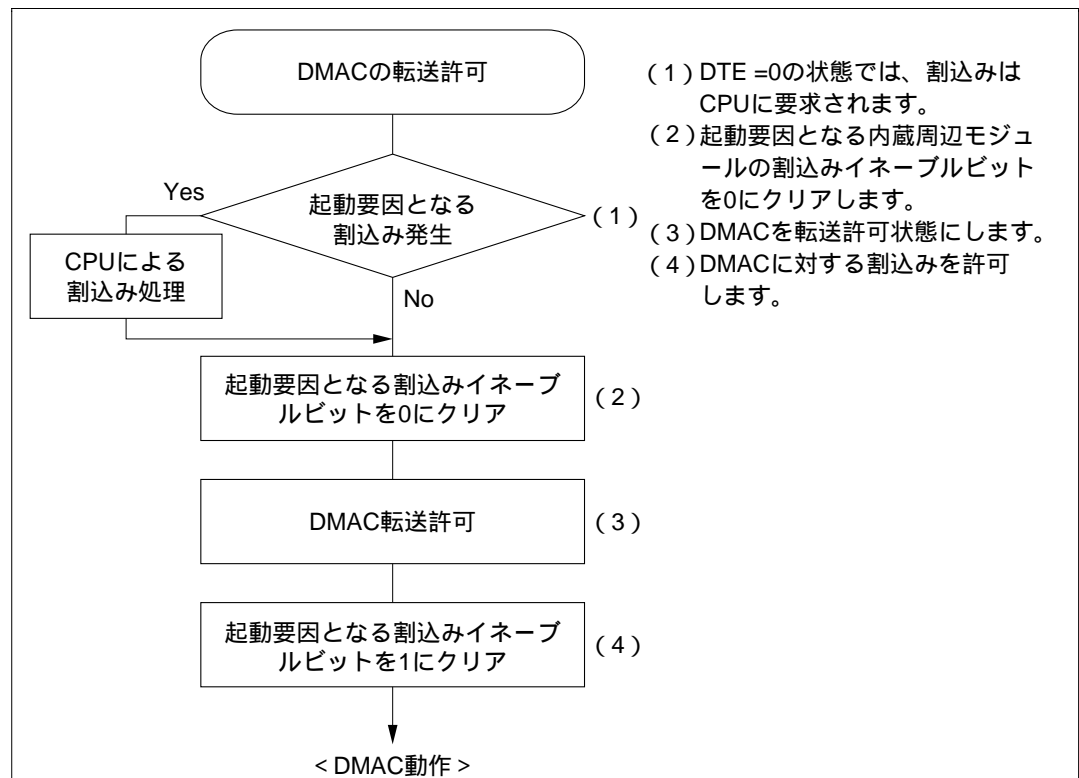 DMACの転送許可
起動要因となる
割込み発生
Yes
（1）
CPUによる
割込み処理
No
起動要因となる割込みイネーブ
ルビットを0にクリア
（2）
DMAC転送許可
（3）
起動要因となる割込みイネーブ
ルビットを1にクリア
（4）
＜DMAC動作＞
（1）DTE =0の状態では、割込みは
CPUに要求されます。
（2）起動要因となる内蔵周辺モジュ
ールの割込みイネーブルビット
を0にクリアします。
（3）DMACを転送許可状態にします。
（4）DMACに対する割込みを許可
します。